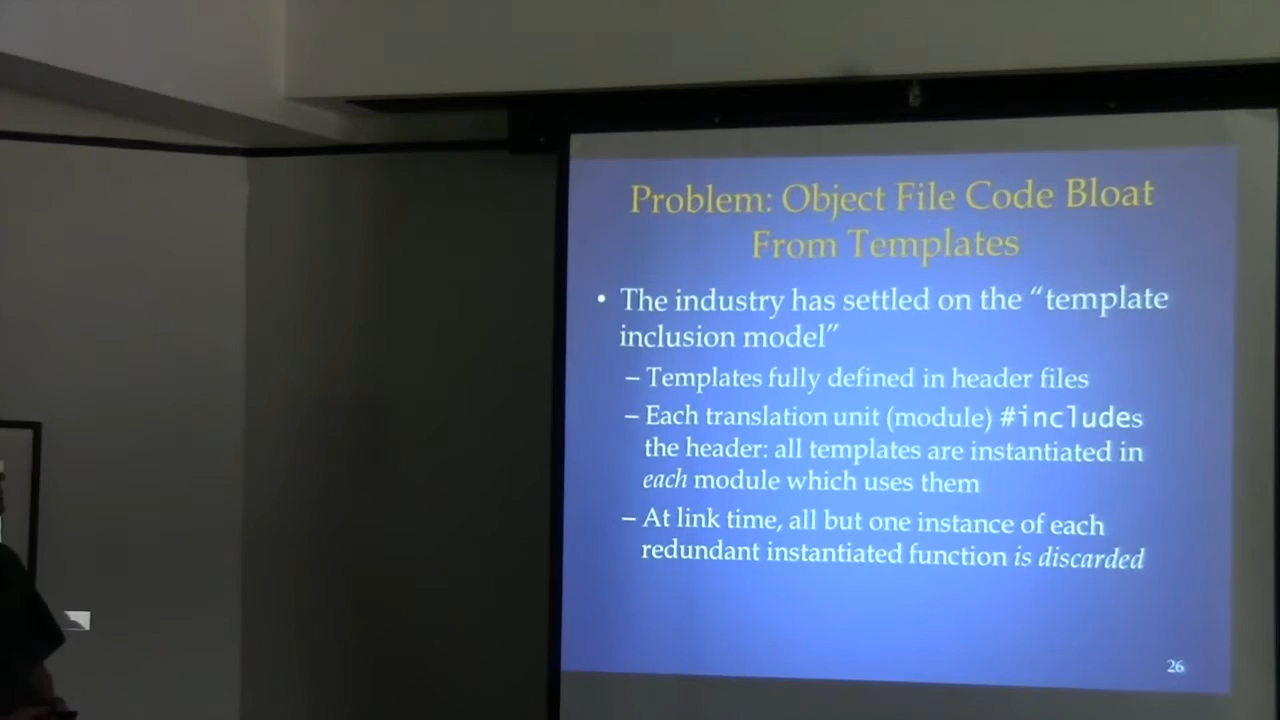 Problem: Object File Code Bloat
From Templates
• The industry has settled on the “template
inclusion model”
– Templates fully defined in header files
– Each translation unit (module) #includes
the header: all templates are instantiated in
each module which uses them
– At link time, all but one instance of each
redundant instantiated function is discarded
26